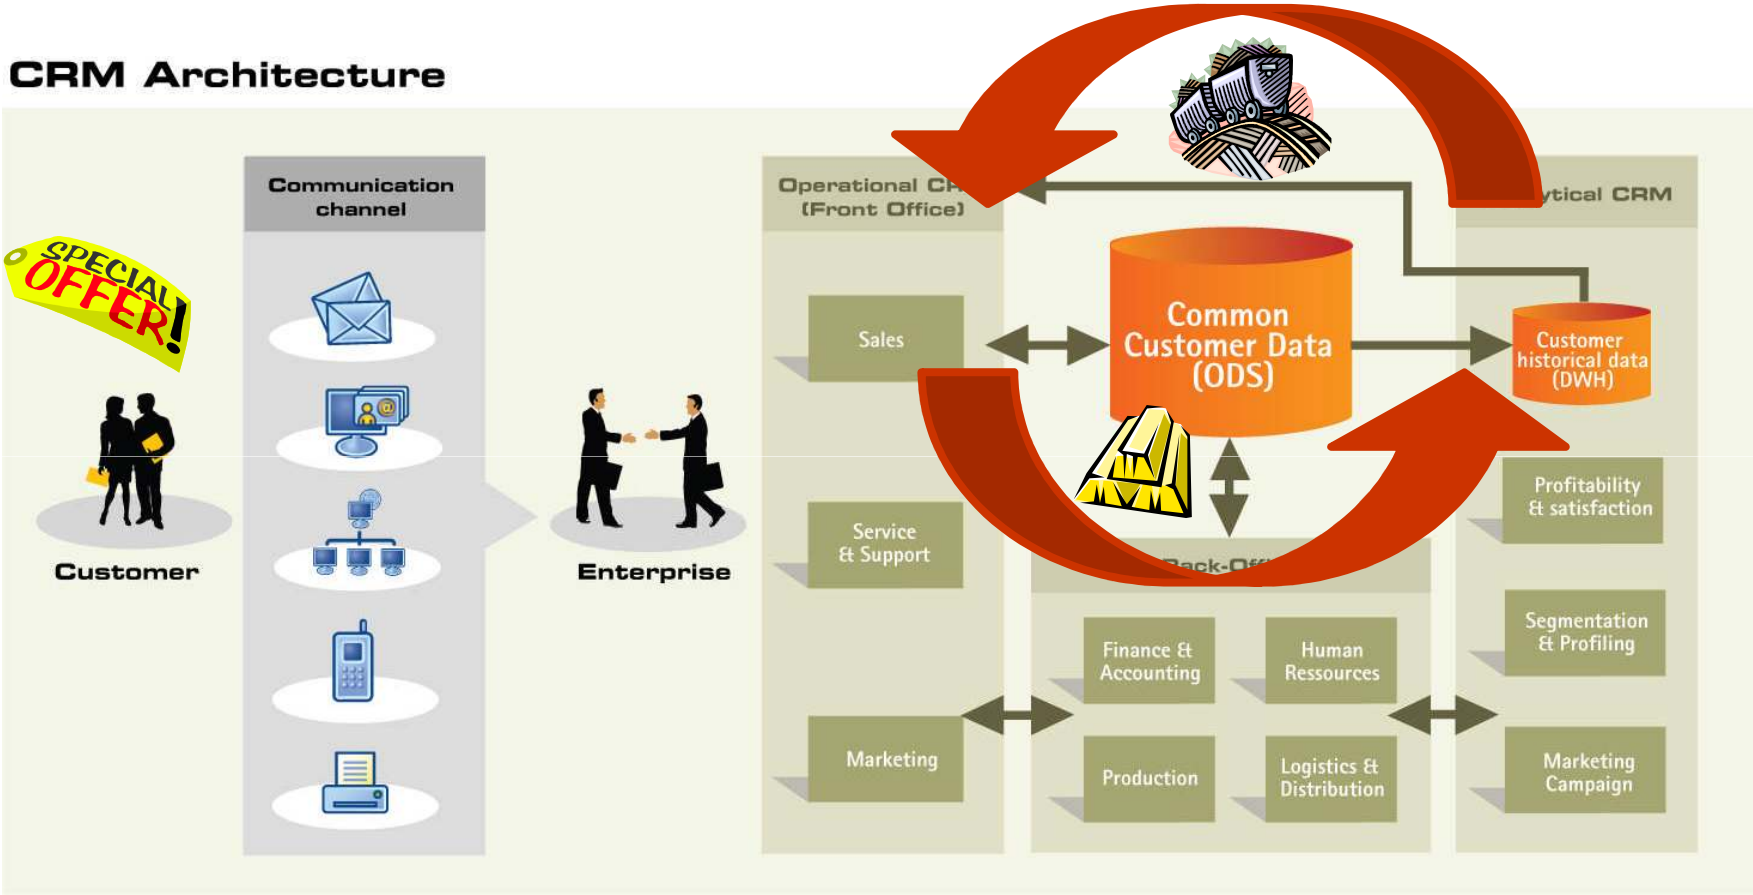 CRM Architecture
SPECIAL
OFFER!
Customer
Communication
channel
Enterprise
Operational CR
(Front Office)
Sales
Service
& Support
Marketing
Common
Customer Data
(ODS)
Back-Offi
Finance &
Accounting
Human
Ressources
Production
Logistics &
Distribution
ytical CRM
Customer
historical data
(DWH)
Profitability
& satisfaction
Segmentation
& Profiling
Marketing
Campaign